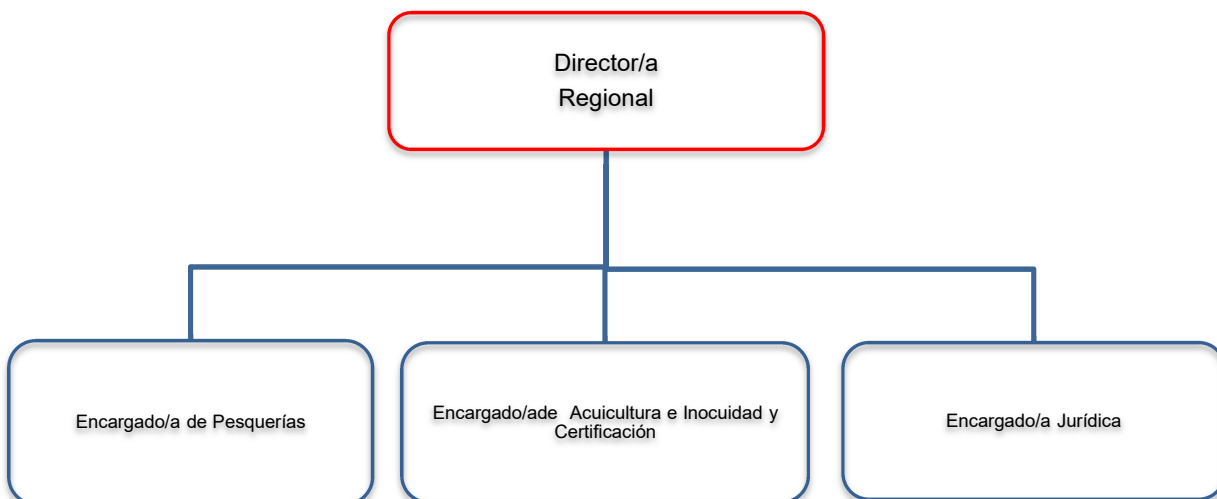 Director/a
Regional
Encargado/a de Pesquerías
Encargado/ade Acuicultura e Inocuidad y
Certificación
Encargado/a Jurídica